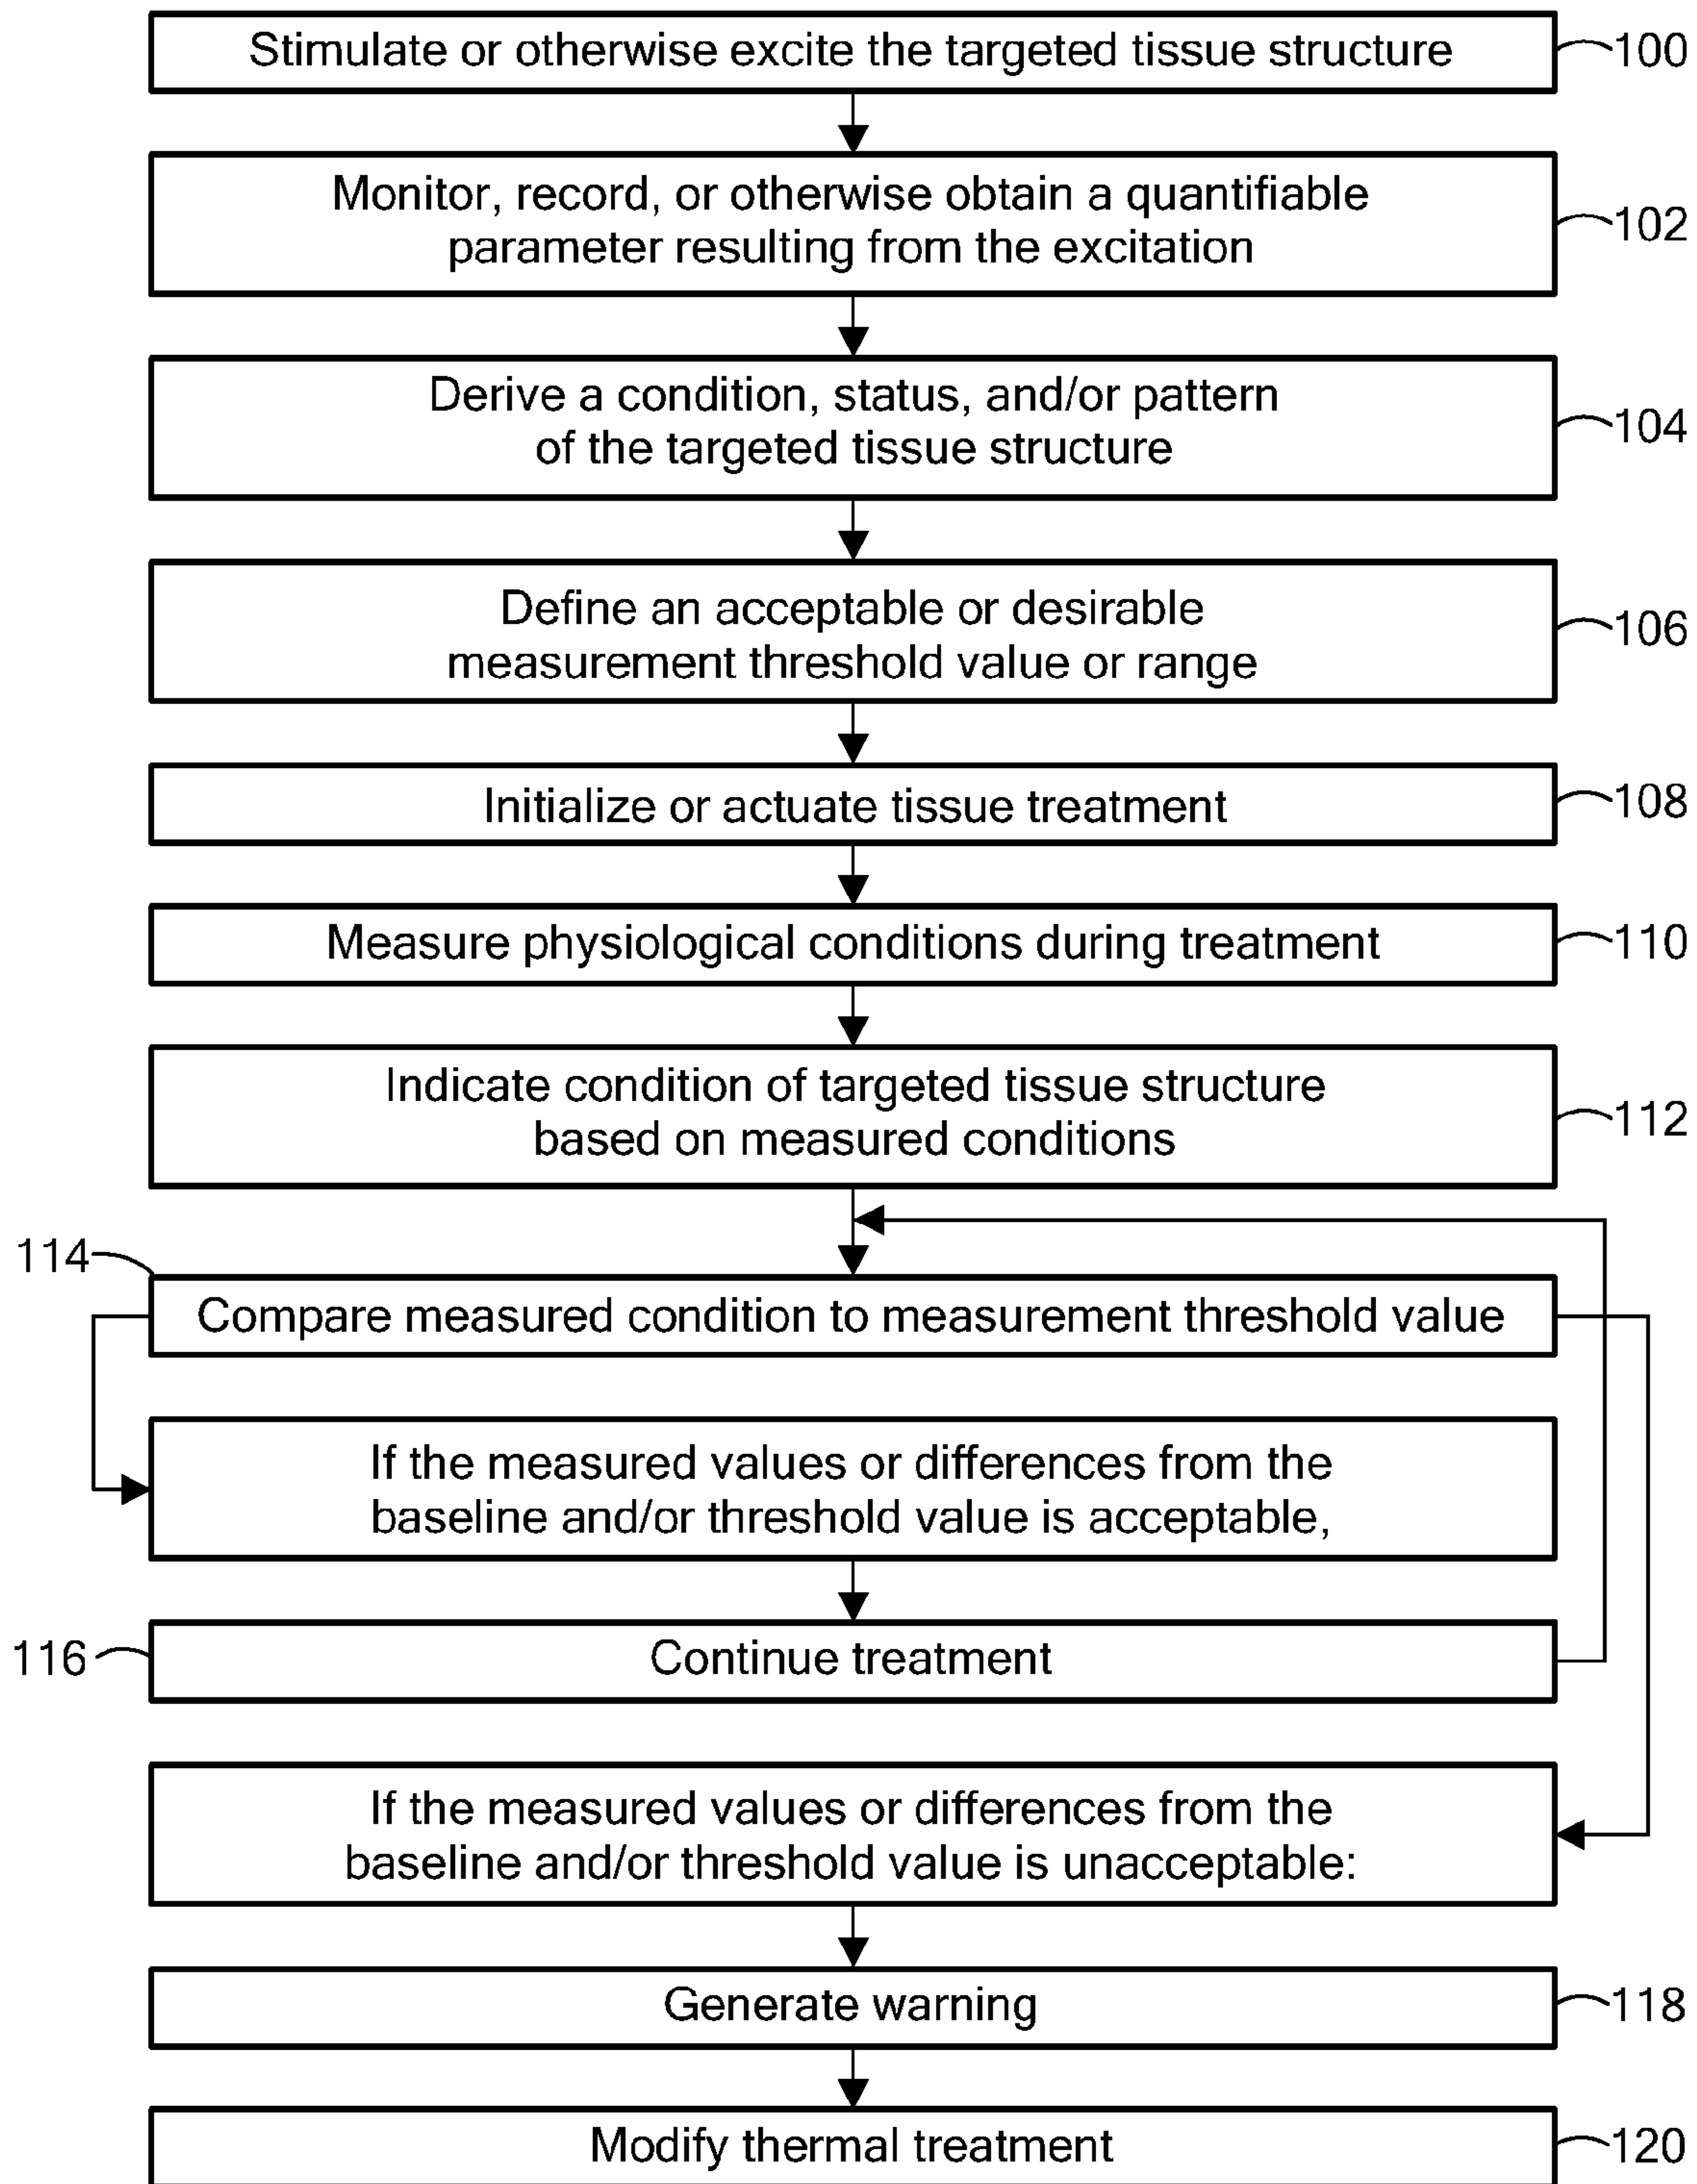 Stimulate or otherwise excite the targeted tissue structure
100
Monitor, record, or otherwise obtain a quantifiable
parameter resulting from the excitation
102
Derive a condition, status, and/or pattern
of the targeted tissue structure
104
Define an acceptable or desirable
measurement threshold value or range
106
Initialize or actuate tissue treatment
108
Measure physiological conditions during treatment
110
Indicate condition of targeted tissue structure
based on measured conditions
112
114
Compare measured condition to measurement threshold value
If the measured values or differences from the
baseline and/or threshold value is acceptable,
116
Continue treatment
If the measured values or differences from the
baseline and/or threshold value is unacceptable:
Generate warning
118
Modify thermal treatment
120